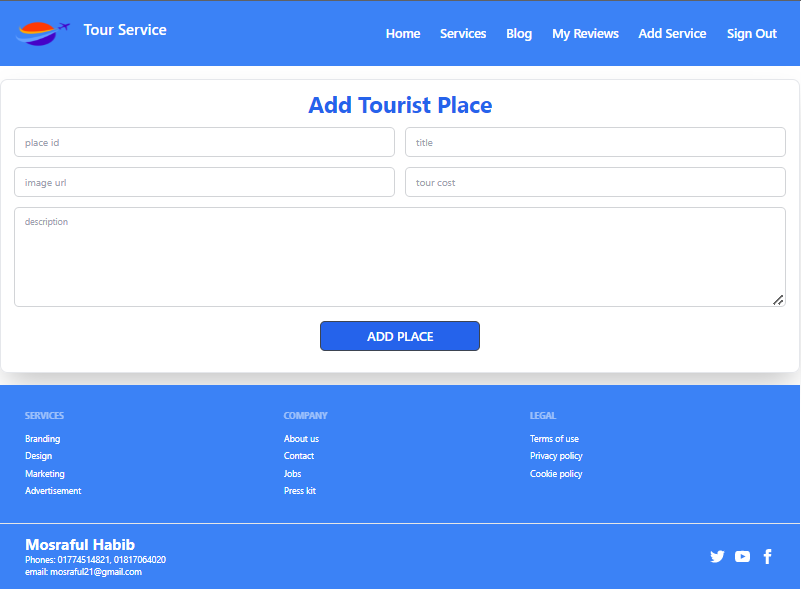 Tour Service
Home Services Blog My Reviews Add Service Sign Out
Add Tourist Place
place id
title
image url
tour cost
description
ADD PLACE
SERVICES
Branding
Design
Marketing
Advertisement
COMPANY
About us
Contact
Jobs
Press kit
LEGAL
Terms of use
Privacy policy
Cookie policy
Mosraful Habib
Phones: 01774514821, 01817064020
email: mosraful21@gmail.com